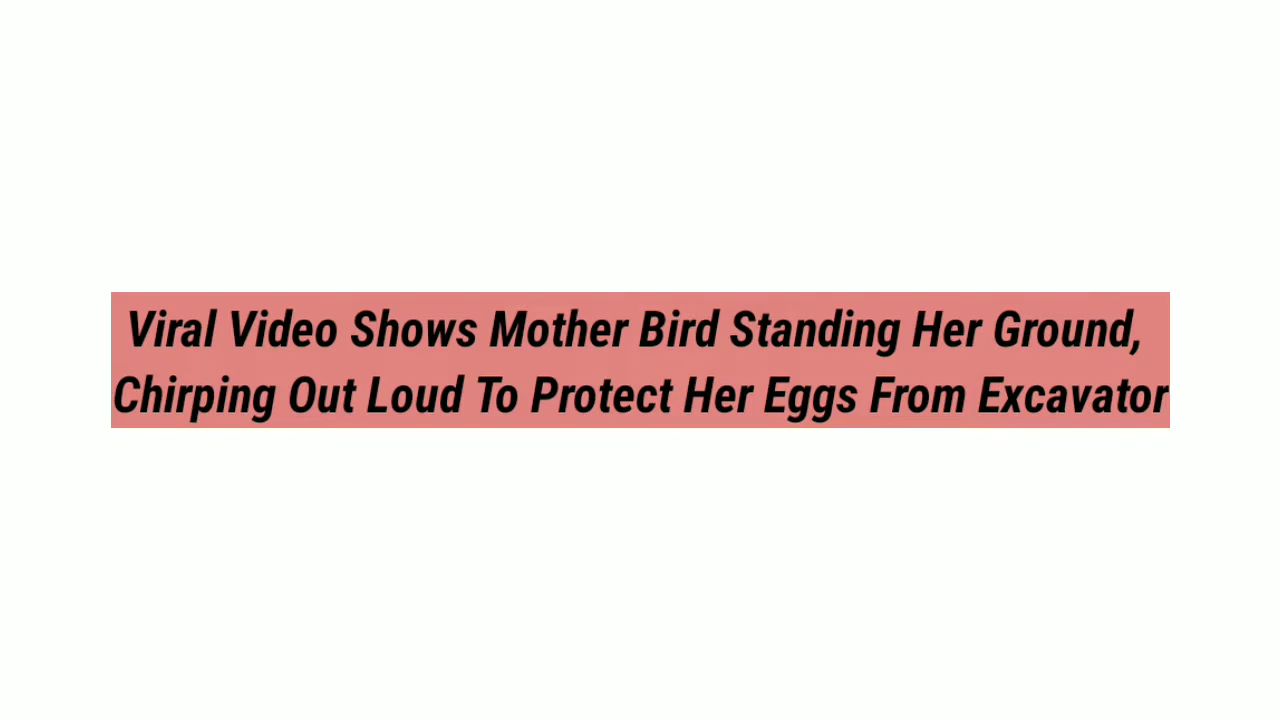 Viral Video Shows Mother Bird Standing Her Ground,
Chirping Out Loud To Protect Her Eggs From Excavator